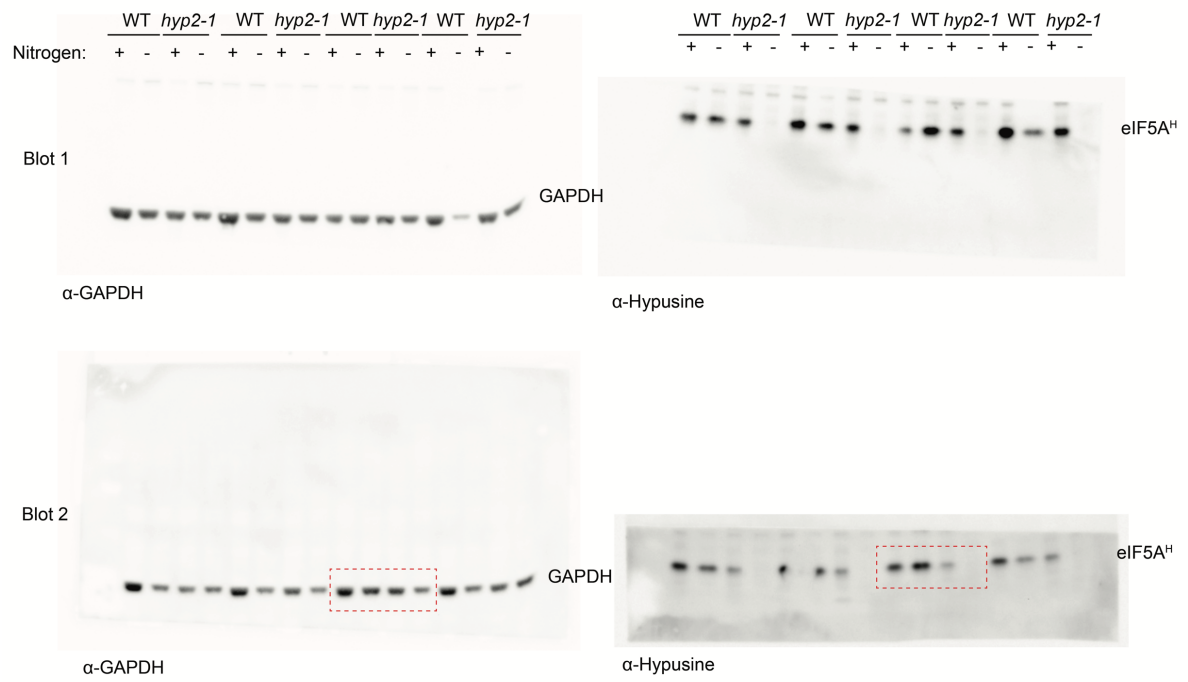 WT hyp2-1 WT hyp2-1 WT hyp2-1 WT hyp2-1
Nitrogen: + - + - + - + - + - + - + - + -
Blot 1
GAPDH
α-GAPDH
WT hyp2-1 WT hyp2-1 WT hyp2-1 WT hyp2-1
+ - + - + - + - + - + - + - + -
eIF5Aᴴ
α-Hypusine
Blot 2
GAPDH
α-GAPDH
eIF5Aᴴ
α-Hypusine